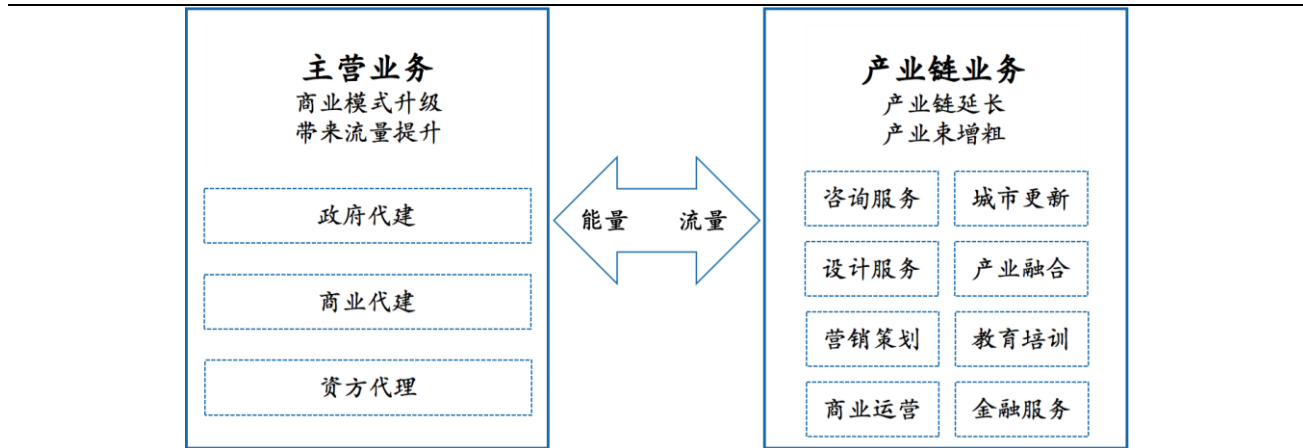 主营业务
商业模式升级
带来流量提升
政府代建
商业代建
资方代理
能量 流量
产业链业务
产业链延长
产业束增粗
咨询服务 城市更新
设计服务 产业融合
营销策划 教育培训
商业运营 金融服务